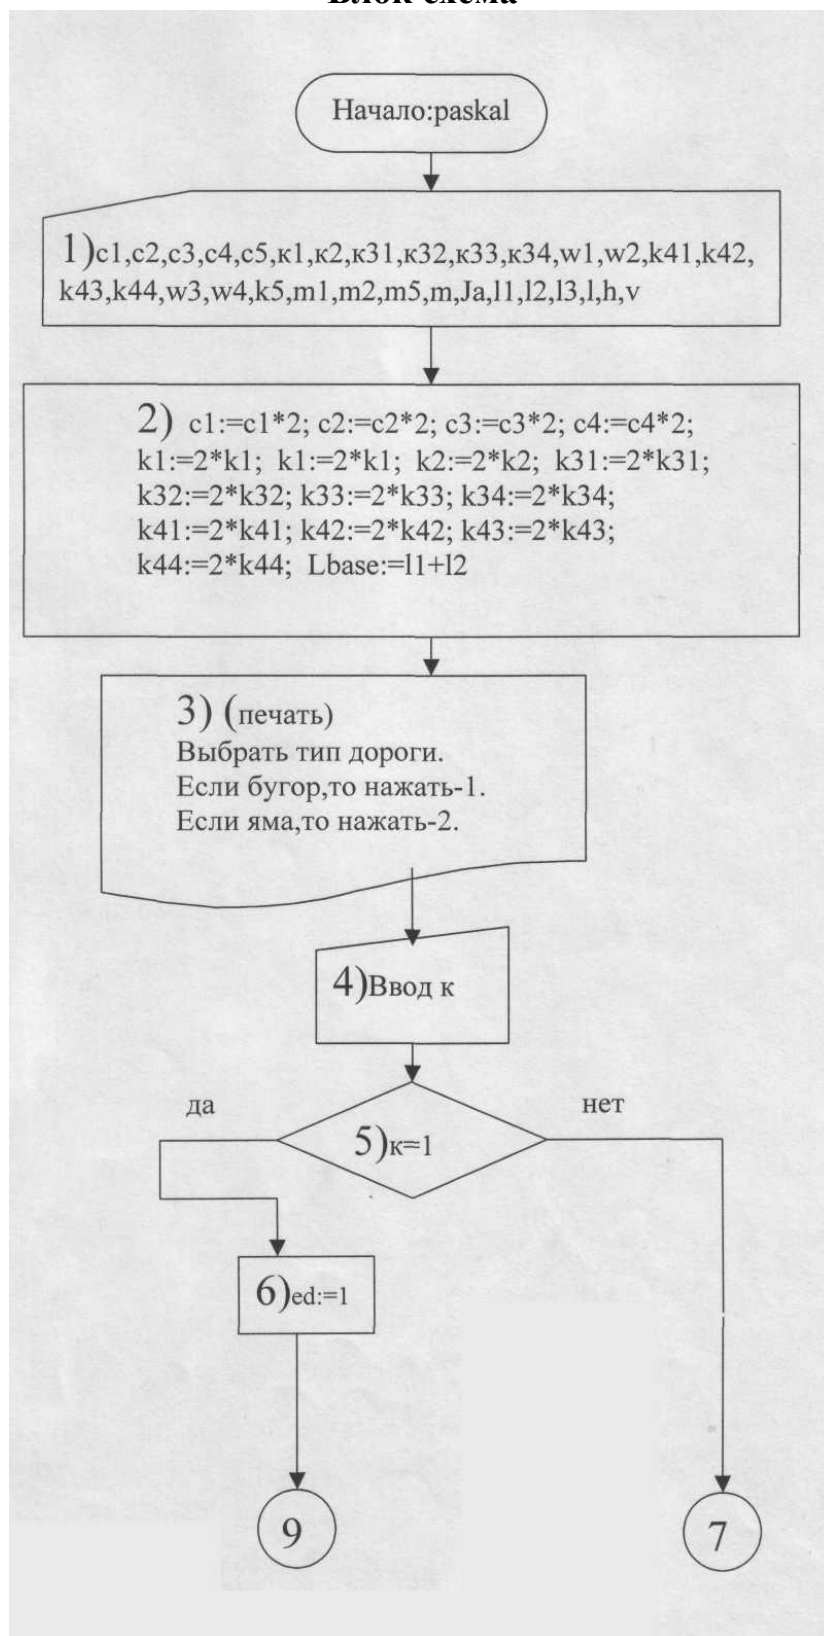 Блок-схема
Начало:paskal
1)c1,c2,c3,c4,c5,к1,к2,к31,к32,к33,к34,w1,w2,k41,k42,
k43,k44,w3,w4,k5,m1,m2,m5,m,Ja,l1,l2,l3,l,h,v
2) c1:=c1*2; c2:=c2*2; c3:=c3*2; c4:=c4*2;
k1:=2*k1; k1:=2*k1; k2:=2*k2; k31:=2*k31;
k32:=2*k32; k33:=2*k33; k34:=2*k34;
k41:=2*k41; k42:=2*k42; k43:=2*k43;
k44:=2*k44; Lbase:=l1+l2
3) (печать)
Выбрать тип дороги.
Если бугор,то нажать-1.
Если яма,то нажать-2.
4)Ввод к
да
нет
5)к=1
6)ed:=1
9
7